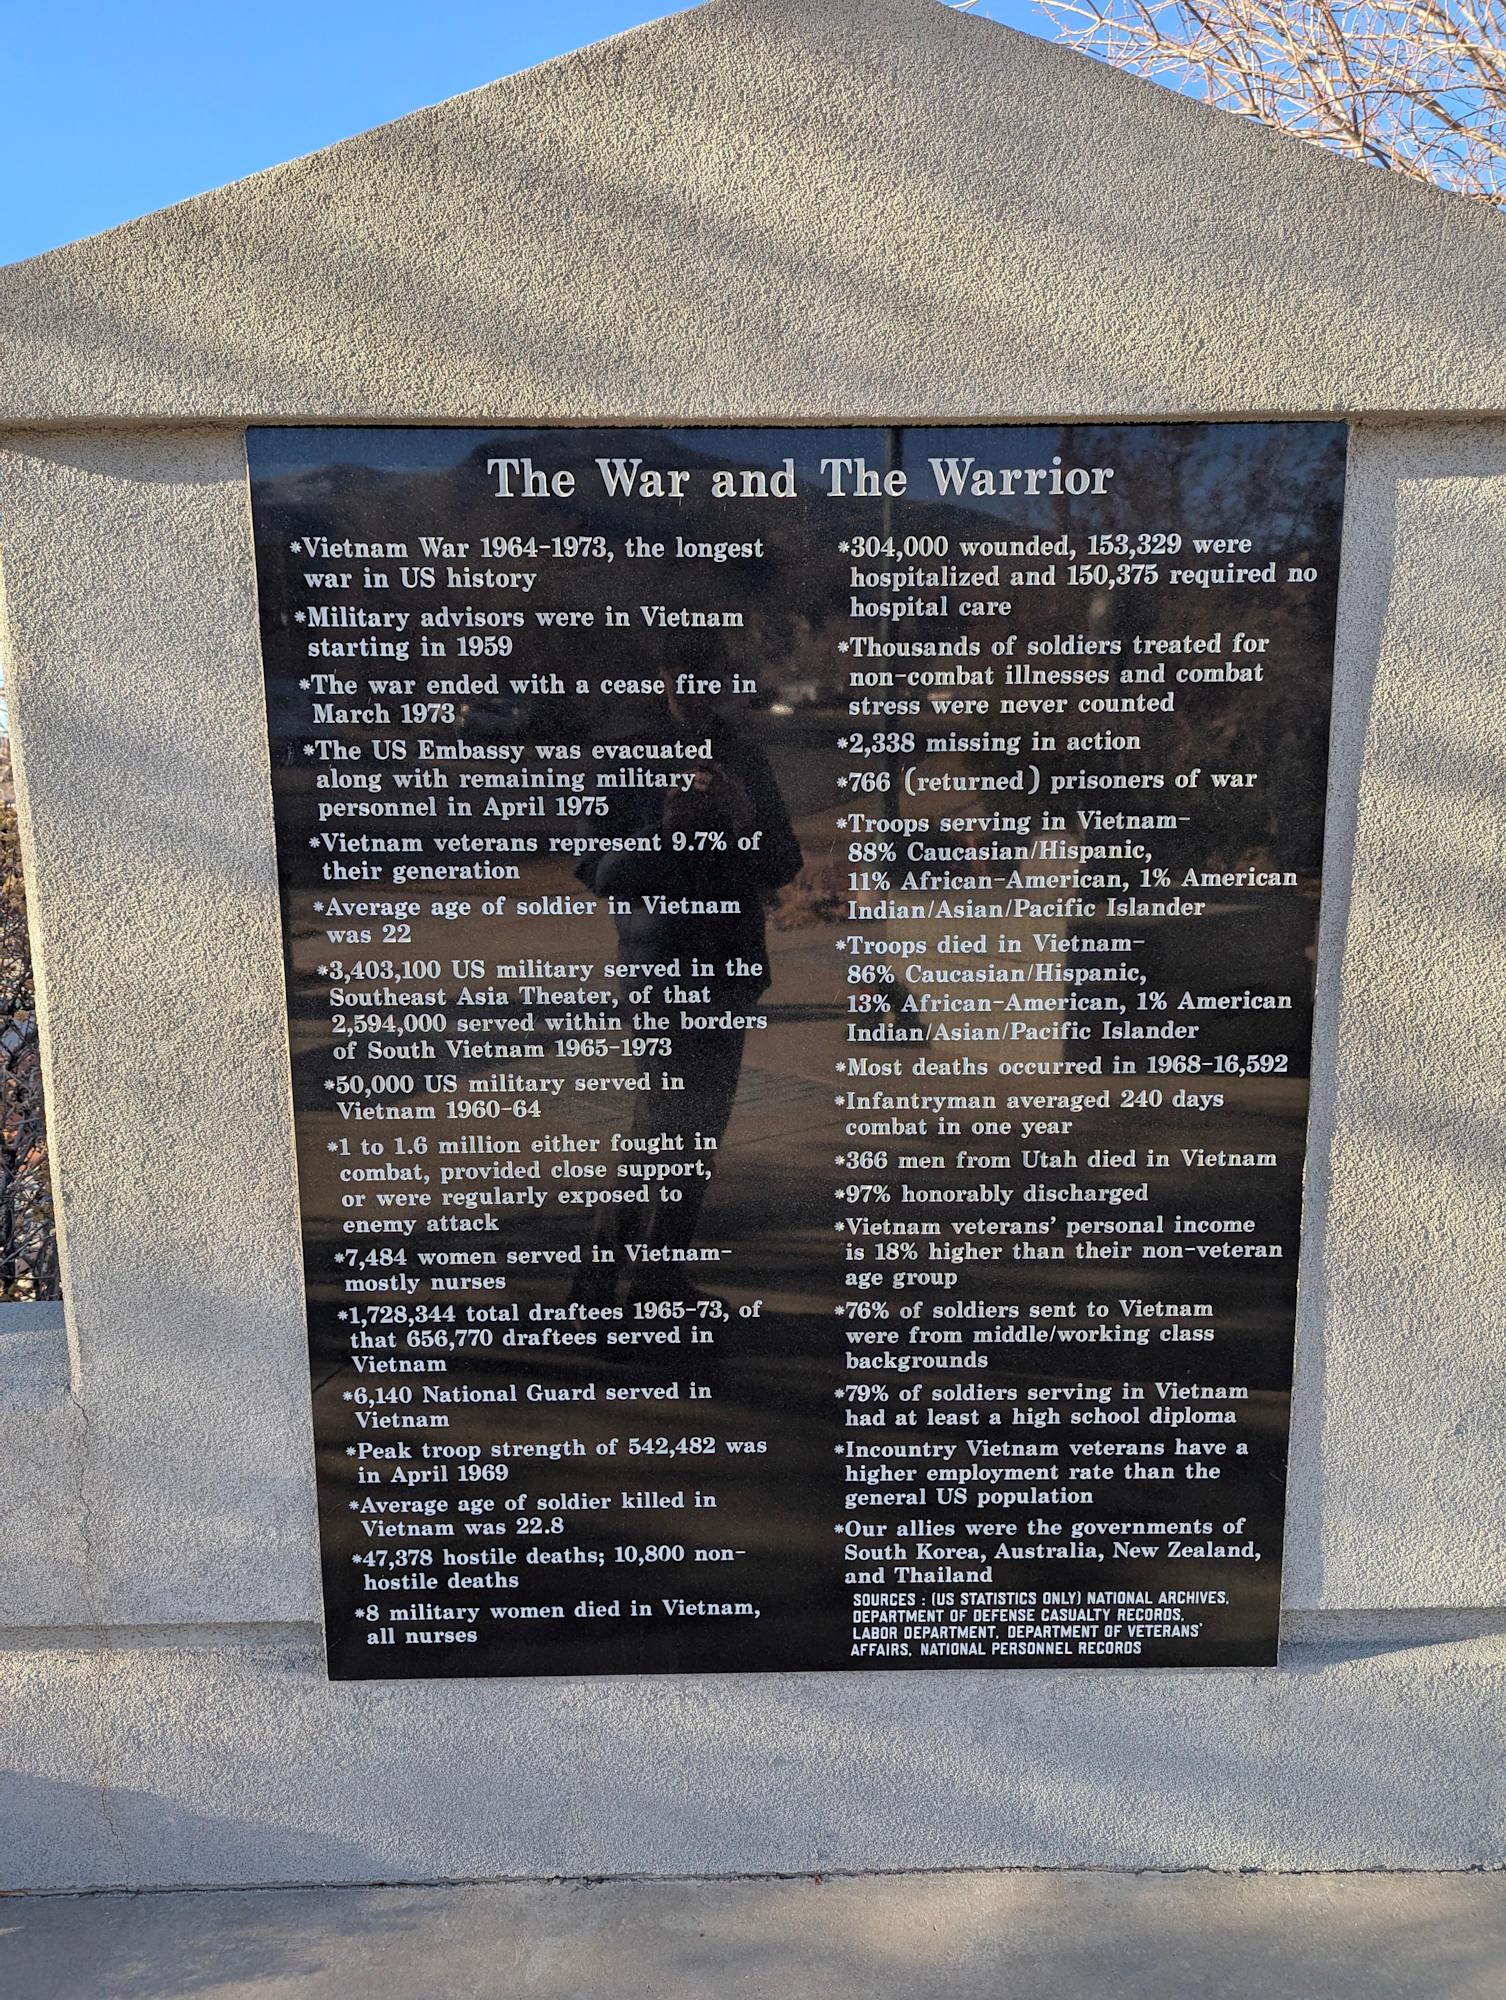 The War and The Warrior
*Vietnam War 1964-1973, the longest
war in US history
*Military advisors were in Vietnam
starting in 1959
*The war ended with a cease fire in
March 1973
*The US Embassy was evacuated
along with remaining military
personnel in April 1975
*Vietnam veterans represent 9.7% of
their generation
*Average age of soldier in Vietnam
was 22
*3,403,100 US military served in the
Southeast Asia Theater, of that
2,594,000 served within the borders
of South Vietnam 1965-1973
*50,000 US military served in
Vietnam 1960-64
*1 to 1.6 million either fought in
combat, provided close support,
or were regularly exposed to
enemy attack
*7,484 women served in Vietnam-
mostly nurses
*1,728,344 total draftees 1965-73, of
that 656,770 draftees served in
Vietnam
*6,140 National Guard served in
Vietnam
*Peak troop strength of 542,482 was
in April 1969
*Average age of soldier killed in
Vietnam was 22.8
*47,378 hostile deaths; 10,800 non-
hostile deaths
*8 military women died in Vietnam,
all nurses
*304,000 wounded, 153,329 were
hospitalized and 150,375 required no
hospital care
*Thousands of soldiers treated for
non-combat illnesses and combat
stress were never counted
*2,338 missing in action
*766 (returned) prisoners of war
*Troops serving in Vietnam-
88% Caucasian/Hispanic,
11% African-American, 1% American
Indian/Asian/Pacific Islander
*Troops died in Vietnam-
86% Caucasian/Hispanic,
13% African-American, 1% American
Indian/Asian/Pacific Islander
*Most deaths occurred in 1968-16,592
*Infantryman averaged 240 days
combat in one year
*366 men from Utah died in Vietnam
*97% honorably discharged
*Vietnam veterans' personal income
is 18% higher than their non-veteran
age group
*76% of soldiers sent to Vietnam
were from middle/working class
backgrounds
*79% of soldiers serving in Vietnam
had at least a high school diploma
*Incountry Vietnam veterans have a
higher employment rate than the
general US population
*Our allies were the governments of
South Korea, Australia, New Zealand,
and Thailand
SOURCES : (US STATISTICS ONLY) NATIONAL ARCHIVES,
DEPARTMENT OF DEFENSE CASUALTY RECORDS,
LABOR DEPARTMENT, DEPARTMENT OF VETERANS'
AFFAIRS, NATIONAL PERSONNEL RECORDS